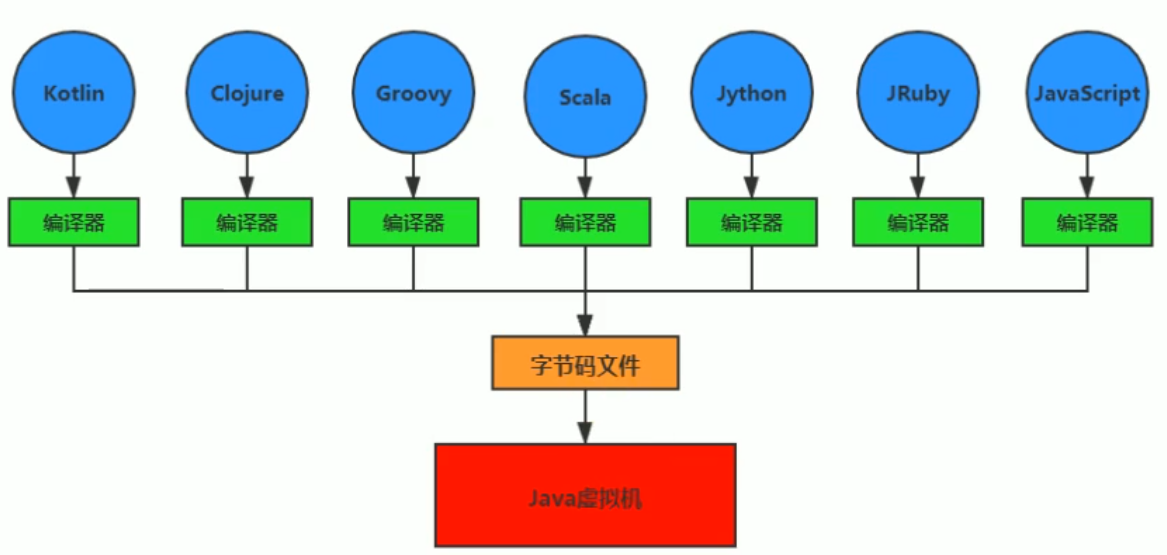 Kotlin
Clojure
Groovy
Scala
Jython
JRuby
JavaScript
编译器
编译器
编译器
编译器
编译器
编译器
编译器
字节码文件
Java虚拟机